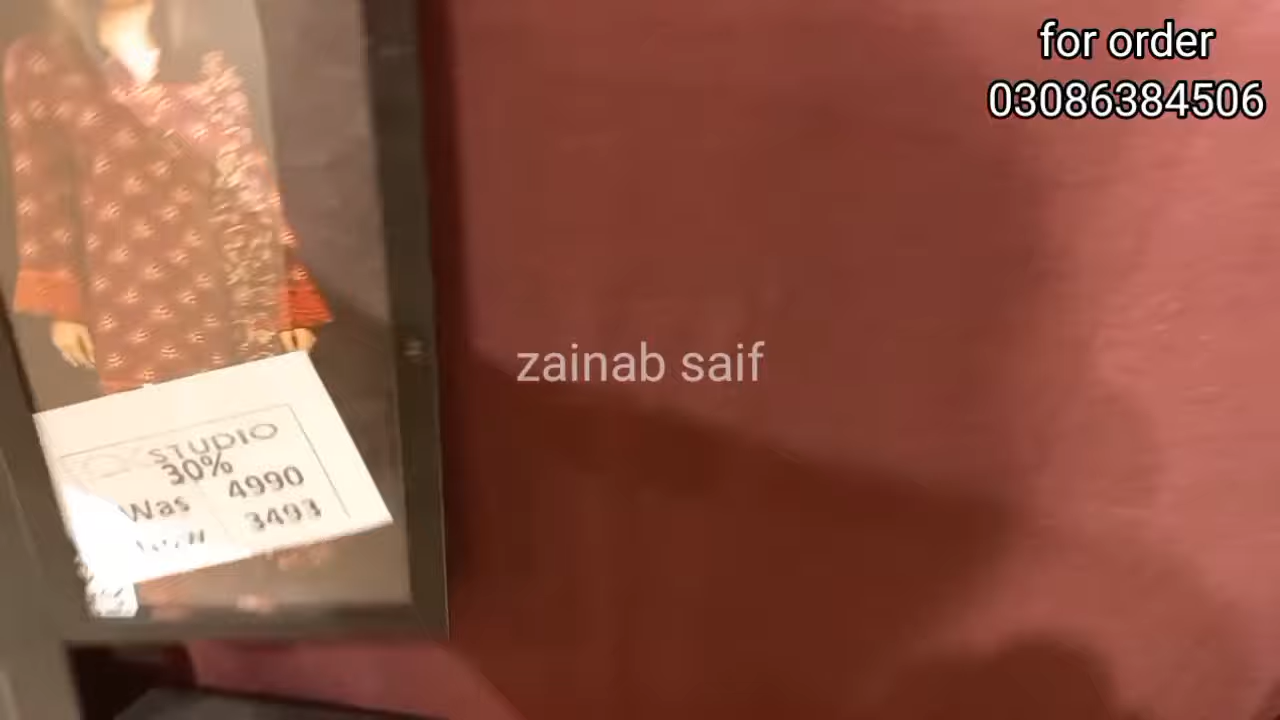 for order
03086384506
zainab saif
STUDIO
30%
Was 4990
3493